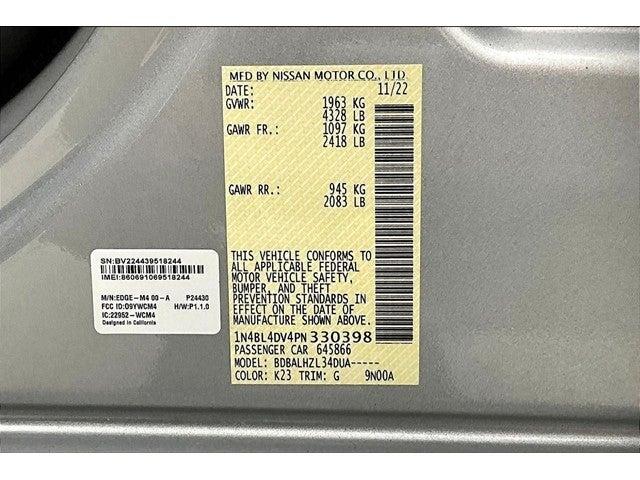 MFD BY NISSAN MOTOR CO., LTD.
DATE: 11/22
GVWR: 1963 KG
4328 LB
GAWR FR.: 1097 KG
2418 LB
GAWR RR.: 945 KG
2083 LB
THIS VEHICLE CONFORMS TO
ALL APPLICABLE FEDERAL
MOTOR VEHICLE SAFETY,
BUMPER, AND THEFT
PREVENTION STANDARDS
IN EFFECT ON THE DATE OF
MANUFACTURE SHOWN ABOVE.
1N4BL4DV4PN330398
PASSENGER CAR 645866
MODEL: BDBALHZL34DUA-----
COLOR: K23 TRIM: G 9N00A
SN:BV224439518244
IMEI:860691069518244
M/N:EDGE-M4 00-A P24430
FCC ID:O9YWCM4 H/W:P1.1.0
IC:22952-WCM4
Designed in California